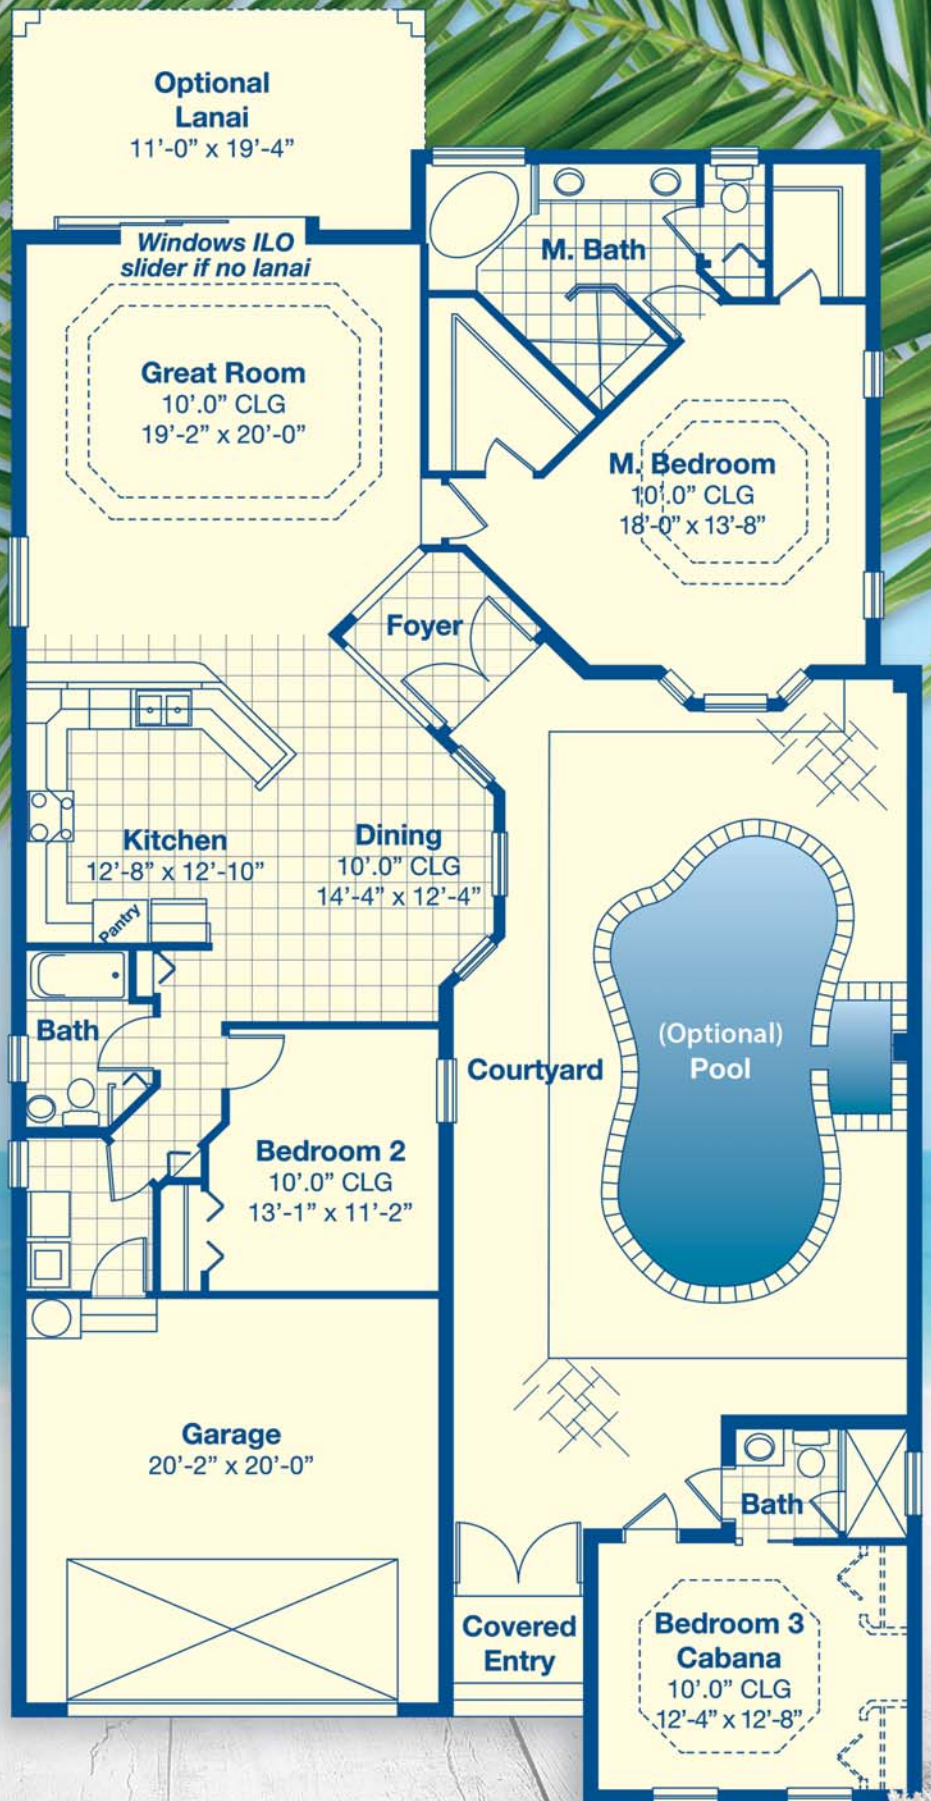 Optional
Lanai
11'-0" x 19'-4"
Windows ILO
slider if no lanai
M. Bath
Great Room
10'.0" CLG
19'-2" x 20'-0"
M. Bedroom
10'.0" CLG
18'-0" x 13'-8"
Foyer
Kitchen
12'-8" x 12'-10"
Dining
10'.0" CLG
14'-4" x 12'-4"
Pantry
Bath
Courtyard
(Optional)
Pool
Bedroom 2
10'.0" CLG
13'-1" x 11'-2"
Garage
20'-2" x 20'-0"
Bath
Covered
Entry
Bedroom 3
Cabana
10'.0" CLG
12'-4" x 12'-8"